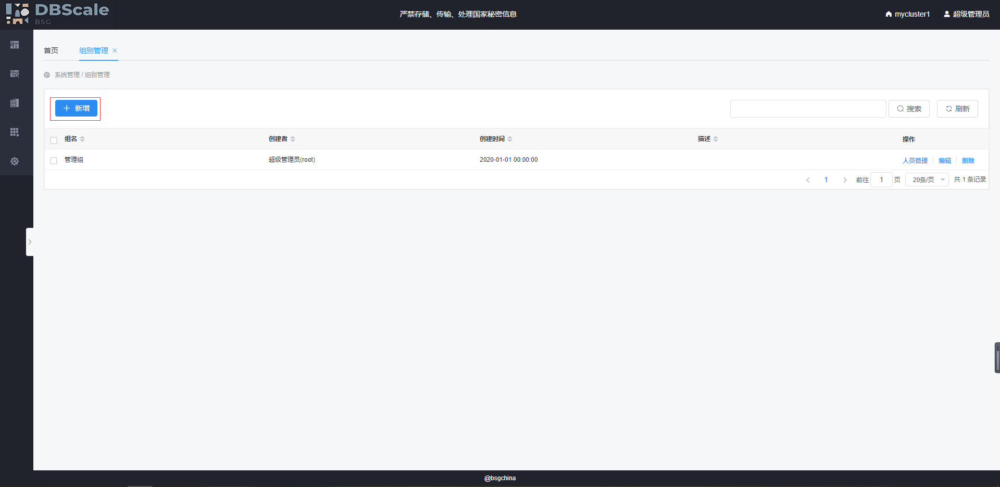 DBScale
BSG
严禁存储、传输、处理国家秘密信息
mycluster1
超级管理员
首页
组别管理
系统管理 / 组别管理
新增
搜索
刷新
组名 创建者 创建时间 描述 操作
管理组 超级管理员(root) 2020-01-01 00:00:00 人员管理 编辑 删除
1 前往 1 页 20条/页 共 1 条记录
@bsgchina